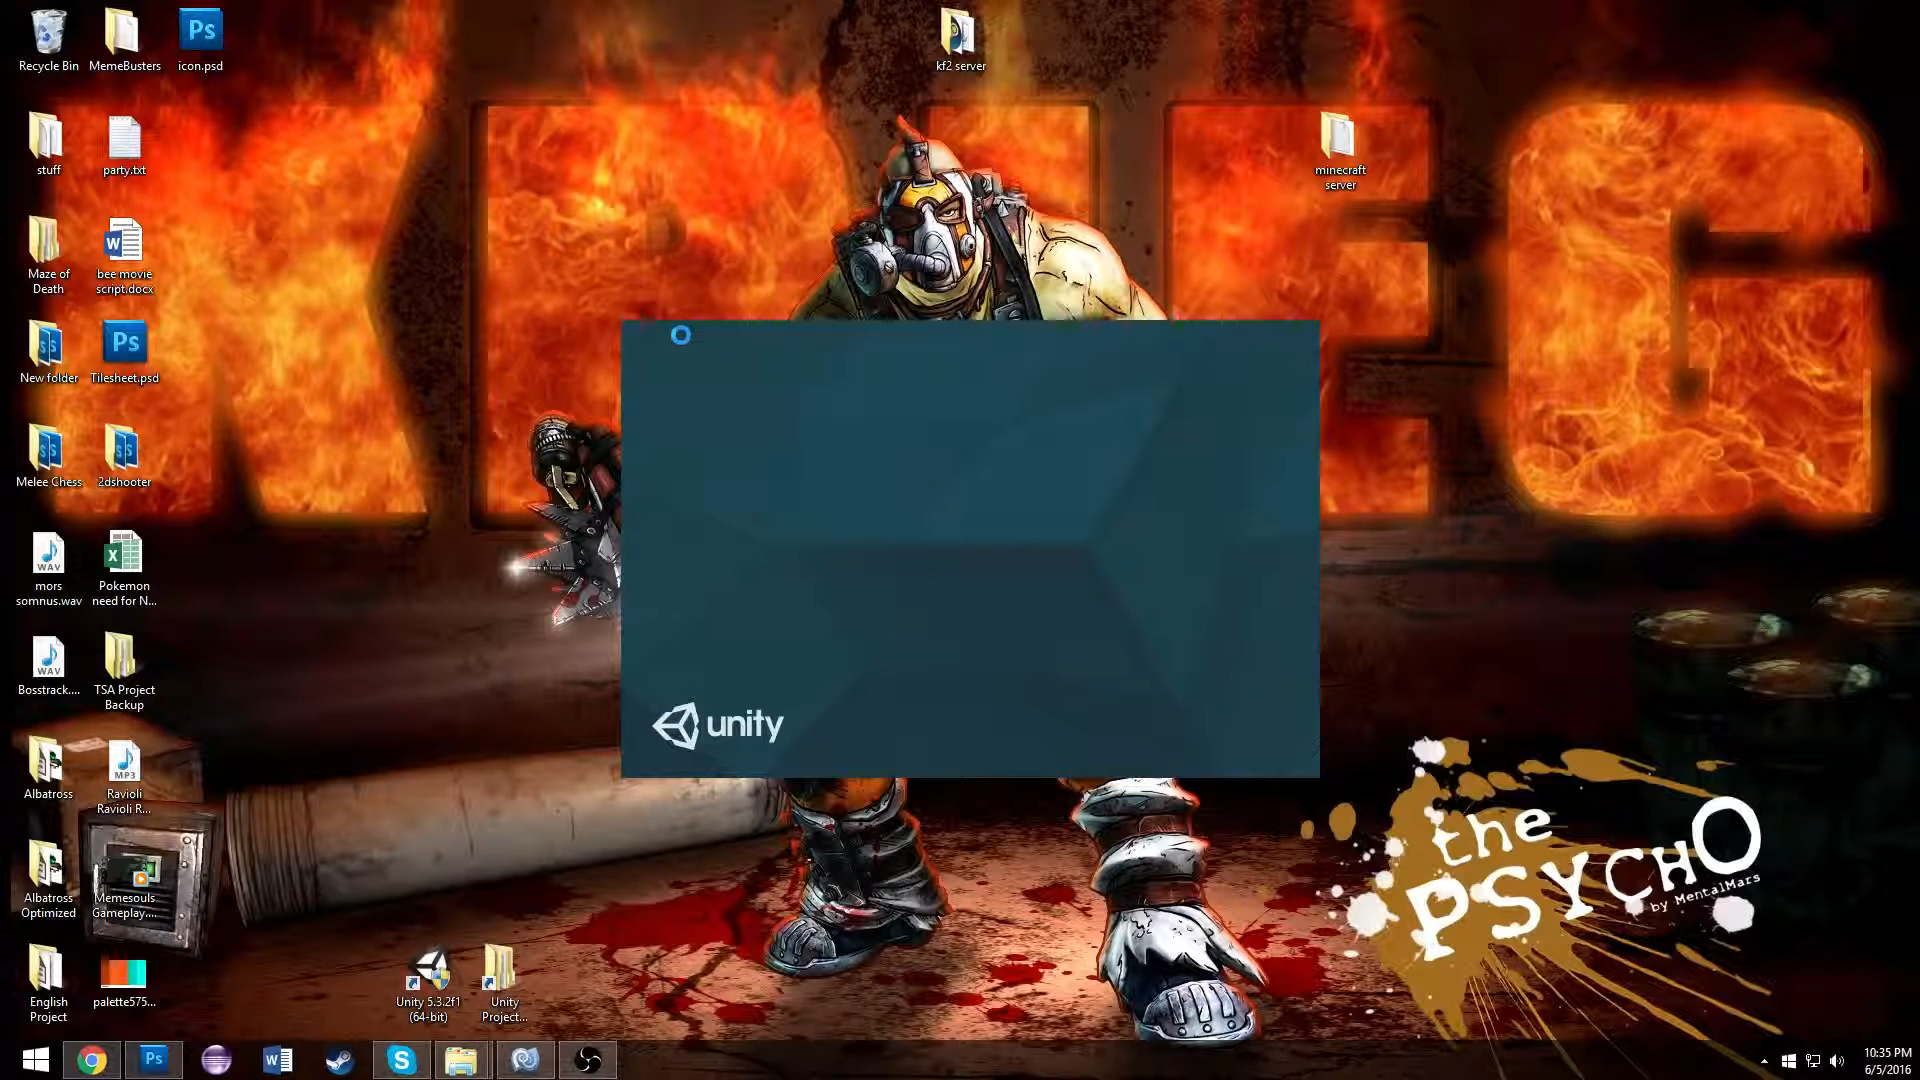 Recycle Bin
MemeBusters
icon.psd
kf2 server
stuff
party.txt
minecraft
server
Maze of
Death
bee movie
script.docx
New folder
Tilesheet.psd
Melee Chess
2dshooter
mors
somnus.wav
Pokemon
need for N...
Bosstrack....
TSA Project
Backup
Albatross
Ravioli
Ravioli R...
Albatross
Optimized
Memesouls
Gameplay....
English
Project
palette575...
Unity 5.3.2f1
(64-bit)
Unity
Project...
KRIEG
unity
the
PSYCHO
by MentalMars
10:35 PM
6/5/2016